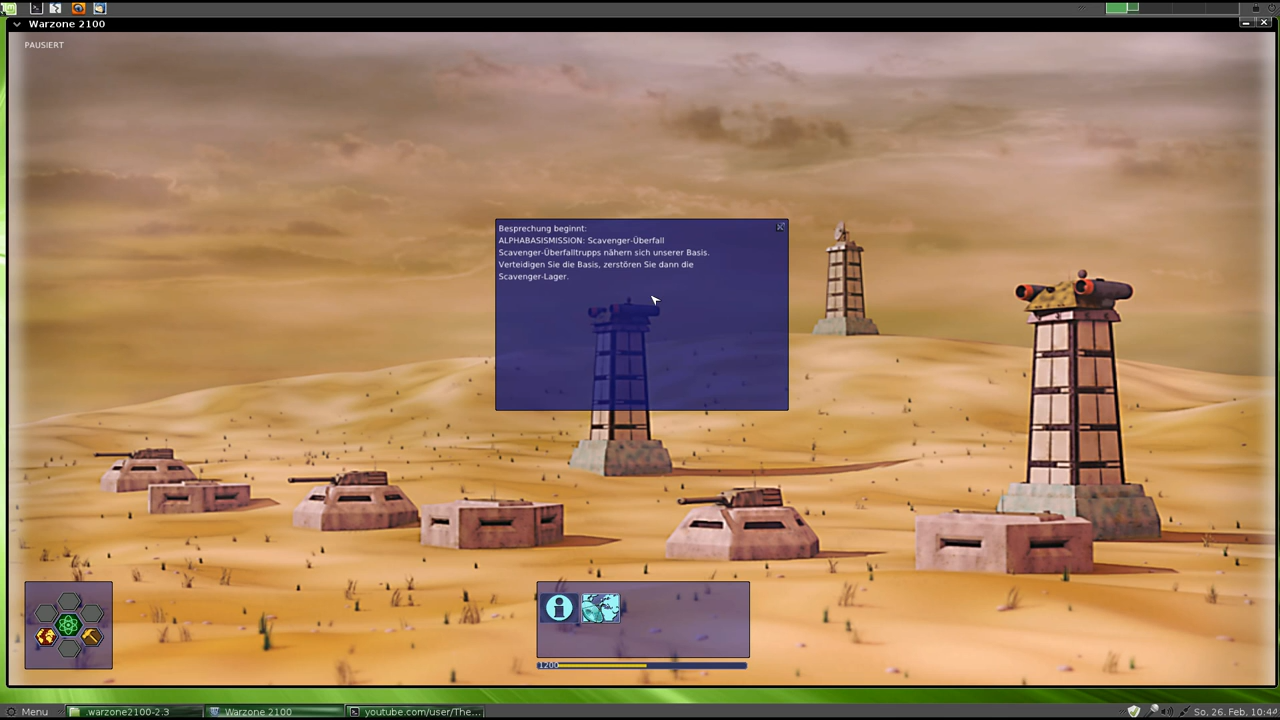 Warzone 2100
PAUSIERT
Besprechung beginnt:
ALPHABASISMISSION: Scavenger-Überfall
Scavenger-Überfalltrupps nähern sich unserer Basis.
Verteidigen Sie die Basis, zerstören Sie dann die
Scavenger-Lager.
1200
Menu
.warzone2100-2.3
Warzone 2100
youtube.com/user/The...
So, 26. Feb, 10:44